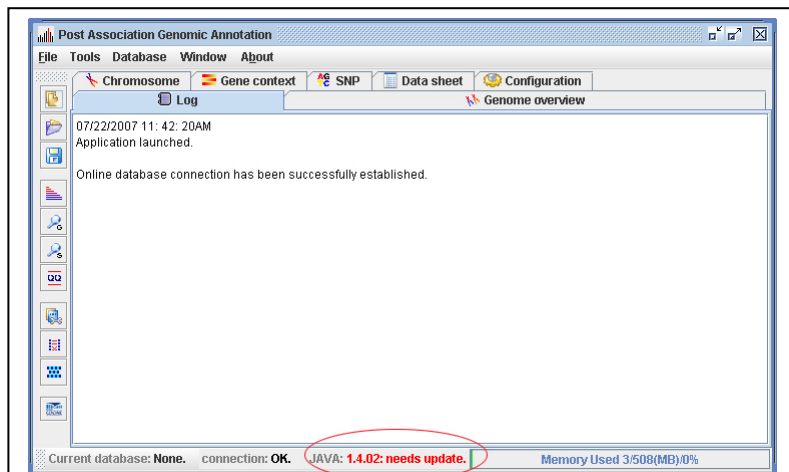 Post Association Genomic Annotation
File Tools Database Window About
Chromosome Gene context AG C SNP Data sheet Configuration
Log Genome overview
07/22/2007 11: 42: 20AM
Application launched.
Online database connection has been successfully established.
G
S
QQ
Current database: None. connection: OK. JAVA: 1.4.02: needs update. Memory Used 3/508(MB)/0%